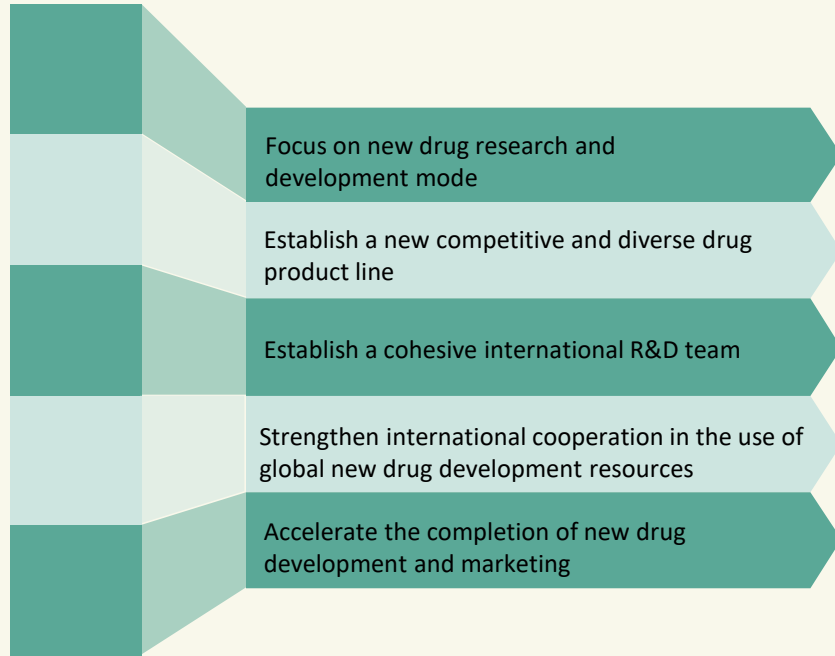 Focus on new drug research and
development mode
Establish a new competitive and diverse drug
product line
Establish a cohesive international R&D team
Strengthen international cooperation in the use of
global new drug development resources
Accelerate the completion of new drug
development and marketing